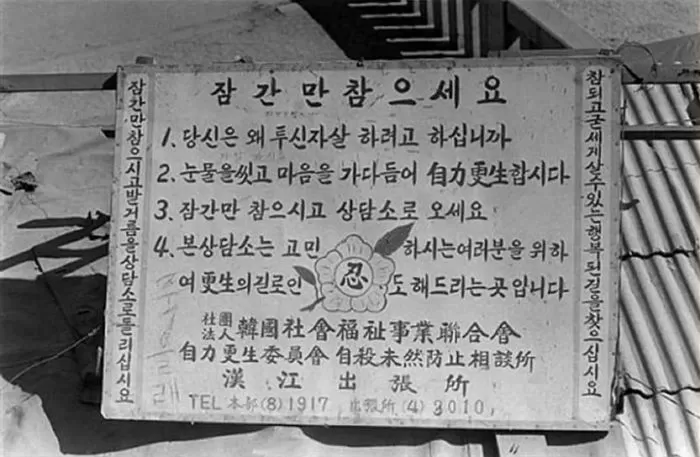 잠간만참으세요
1. 당신은 왜 투신자살 하려고 하십니까
2. 눈물을씻고 마음을 가다듬어 自力更生합시다
3. 잠간만 참으시고 상담소로 오세요
4. 본상담소는 고민 하시는여러분을 위하
여 更生의길로인 도 해드리는 곳입니다
忍
社團法人 韓國社會福祉事業聯合會
自力更生委員會 自殺未然防止相談所
漢江出張所
TEL 本部(8)1917, 出張所(4)3010,
잠간만참으시고발거름을상담소로돌리십시요
참되고굳세게살수있는행복된길을찾으십시요